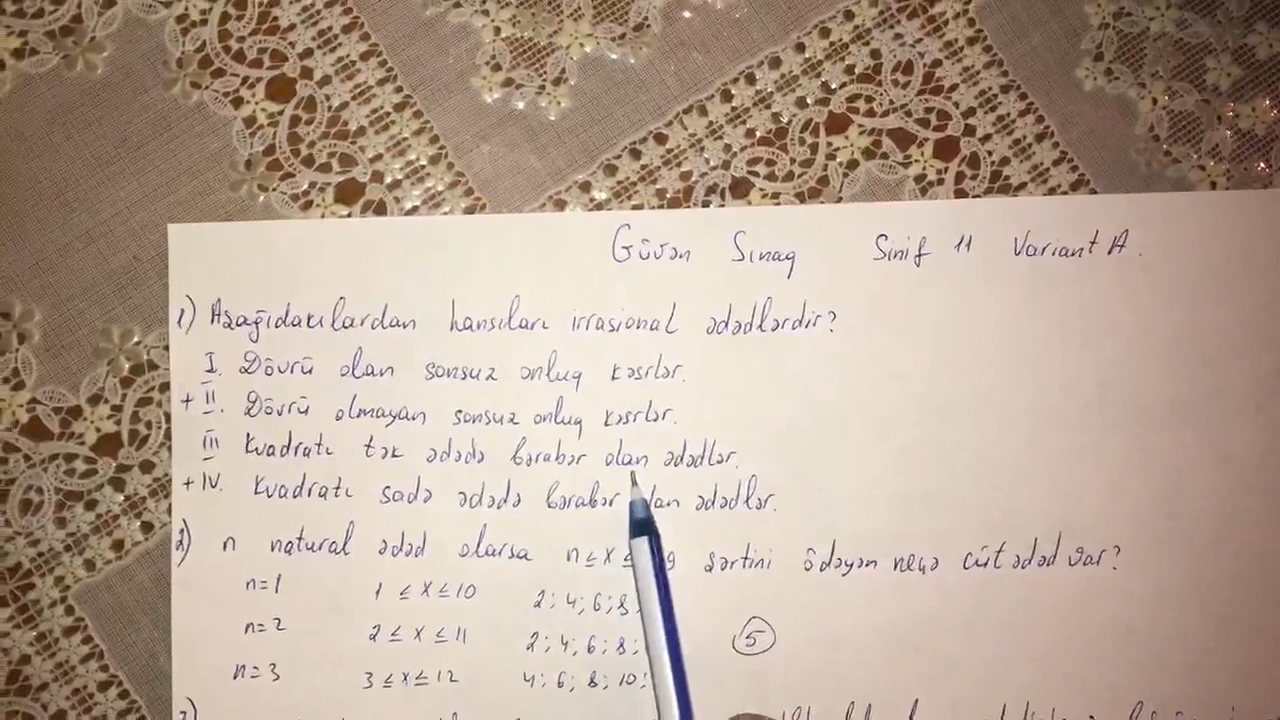 Güvən Sınaq Sinif 11 Variant A.
1) Aşağıdakılardan hansıları irrasional ədədlərdir?
I. Dövrü olan sonsuz onluq kəsrlər.
+ II. Dövrü olmayan sonsuz onluq kəsrlər.
III Kvadratı tək ədədə bərabər olan ədədlər.
+ IV. Kvadratı sadə ədədə bərabər olan ədədlər.
2) n natural ədəd olarsa n ≤ x ≤ 9 şərtini ödəyən neçə cüt ədəd var?
n=1 1 ≤ x ≤ 10 2; 4; 6; 8;
n=2 2 ≤ x ≤ 11 2; 4; 6; 8; 5
n=3 3 ≤ x ≤ 12 4; 6; 8; 10;